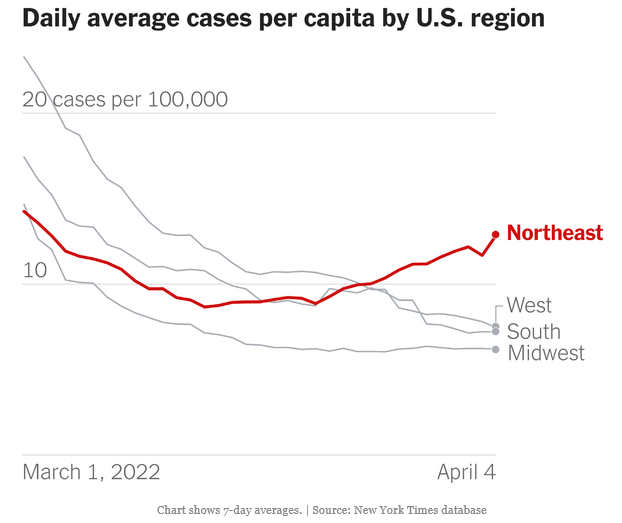 Daily average cases per capita by U.S. region
20 cases per 100,000
Northeast
10
West
South
Midwest
March 1, 2022
April 4
Chart shows 7-day averages. | Source: New York Times database